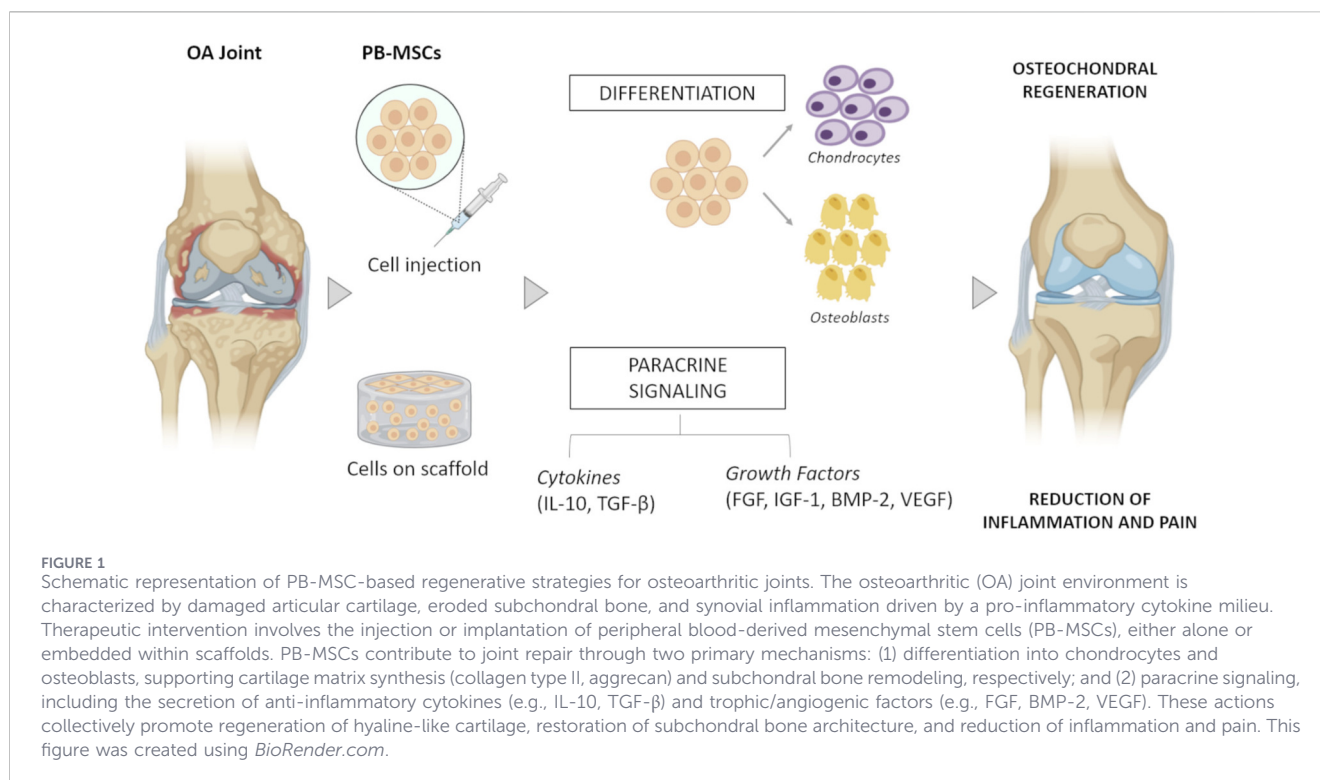 OA Joint
PB-MSCs
Cell injection
Cells on scaffold
DIFFERENTIATION
Chondrocytes
Osteoblasts
PARACRINE
SIGNALING
Cytokines
(IL-10, TGF-β)
Growth Factors
(FGF, IGF-1, BMP-2, VEGF)
OSTEOCHONDRAL
REGENERATION
REDUCTION OF
INFLAMMATION AND PAIN
FIGURE 1
Schematic representation of PB-MSC-based regenerative strategies for osteoarthritic joints. The osteoarthritic (OA) joint environment is
characterized by damaged articular cartilage, eroded subchondral bone, and synovial inflammation driven by a pro-inflammatory cytokine milieu.
Therapeutic intervention involves the injection or implantation of peripheral blood-derived mesenchymal stem cells (PB-MSCs), either alone or
embedded within scaffolds. PB-MSCs contribute to joint repair through two primary mechanisms: (1) differentiation into chondrocytes and
osteoblasts, supporting cartilage matrix synthesis (collagen type II, aggrecan) and subchondral bone remodeling, respectively; and (2) paracrine signaling,
including the secretion of anti-inflammatory cytokines (e.g., IL-10, TGF-β) and trophic/angiogenic factors (e.g., FGF, BMP-2, VEGF). These actions
collectively promote regeneration of hyaline-like cartilage, restoration of subchondral bone architecture, and reduction of inflammation and pain. This
figure was created using BioRender.com.